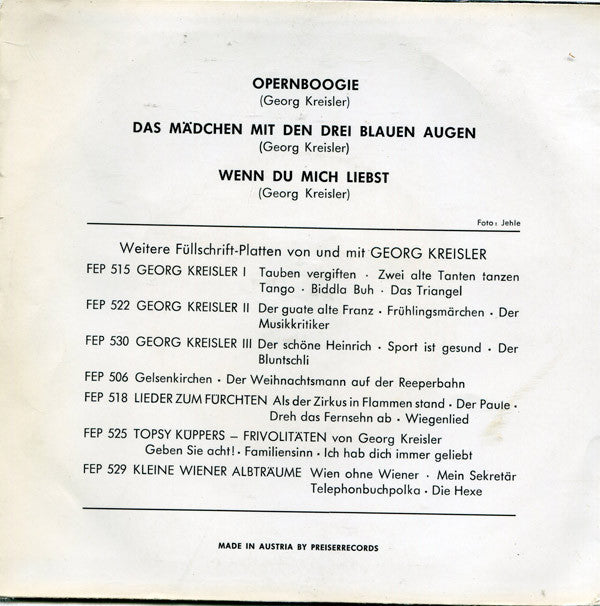 OPERNBOOGIE
(Georg Kreisler)
DAS MÄDCHEN MIT DEN DREI BLAUEN AUGEN
(Georg Kreisler)
WENN DU MICH LIEBST
(Georg Kreisler)
Foto: Jehle
Weitere Füllschrift-Platten von und mit GEORG KREISLER
FEP 515 GEORG KREISLER I Tauben vergiften · Zwei alte Tanten tanzen
Tango · Biddla Buh · Das Triangel
FEP 522 GEORG KREISLER II Der guate alte Franz · Frühlingsmärchen · Der
Musikkritiker
FEP 530 GEORG KREISLER III Der schöne Heinrich · Sport ist gesund · Der
Bluntschli
FEP 506 Gelsenkirchen · Der Weihnachtsmann auf der Reeperbahn
FEP 518 LIEDER ZUM FÜRCHTEN Als der Zirkus in Flammen stand · Der Paule ·
Dreh das Fernsehn ab · Wiegenlied
FEP 525 TOPSY KÜPPERS – FRIVOLITÄTEN von Georg Kreisler
Geben Sie acht! · Familiensinn · Ich hab dich immer geliebt
FEP 529 KLEINE WIENER ALBTRÄUME Wien ohne Wiener · Mein Sekretär
Telephonbuchpolka · Die Hexe
MADE IN AUSTRIA BY PREISERRECORDS